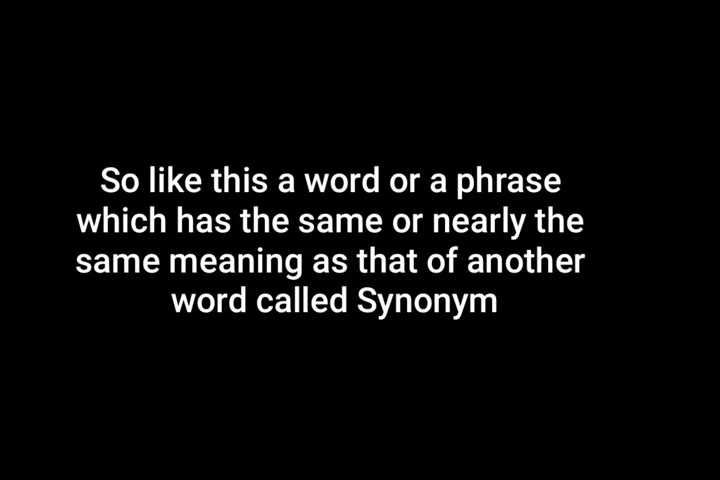 So like this a word or a phrase
which has the same or nearly the
same meaning as that of another
word called Synonym